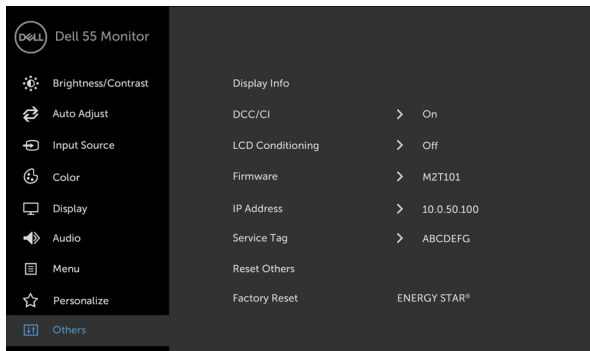 DELL Dell 55 Monitor
Brightness/Contrast
Auto Adjust
Input Source
Color
Display
Audio
Menu
Personalize
Others
Display Info
DCC/CI > On
LCD Conditioning > Off
Firmware > M2T101
IP Address > 10.0.50.100
Service Tag > ABCDEFG
Reset Others
Factory Reset ENERGY STAR®